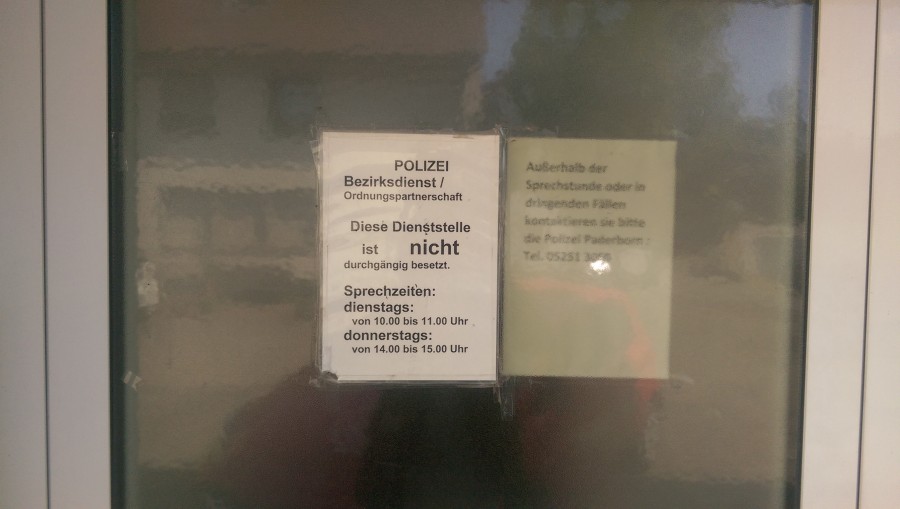 POLIZEI
Bezirksdienst /
Ordnungspartnerschaft
Diese Dienststelle
ist nicht
durchgängig besetzt.
Sprechzeiten:
dienstags:
von 10.00 bis 11.00 Uhr
donnerstags:
von 14.00 bis 15.00 Uhr
Außerhalb der
Sprechstunde oder in
dringenden Fällen
kontaktieren sie bitte
die Polizei Paderborn :
Tel. 05251